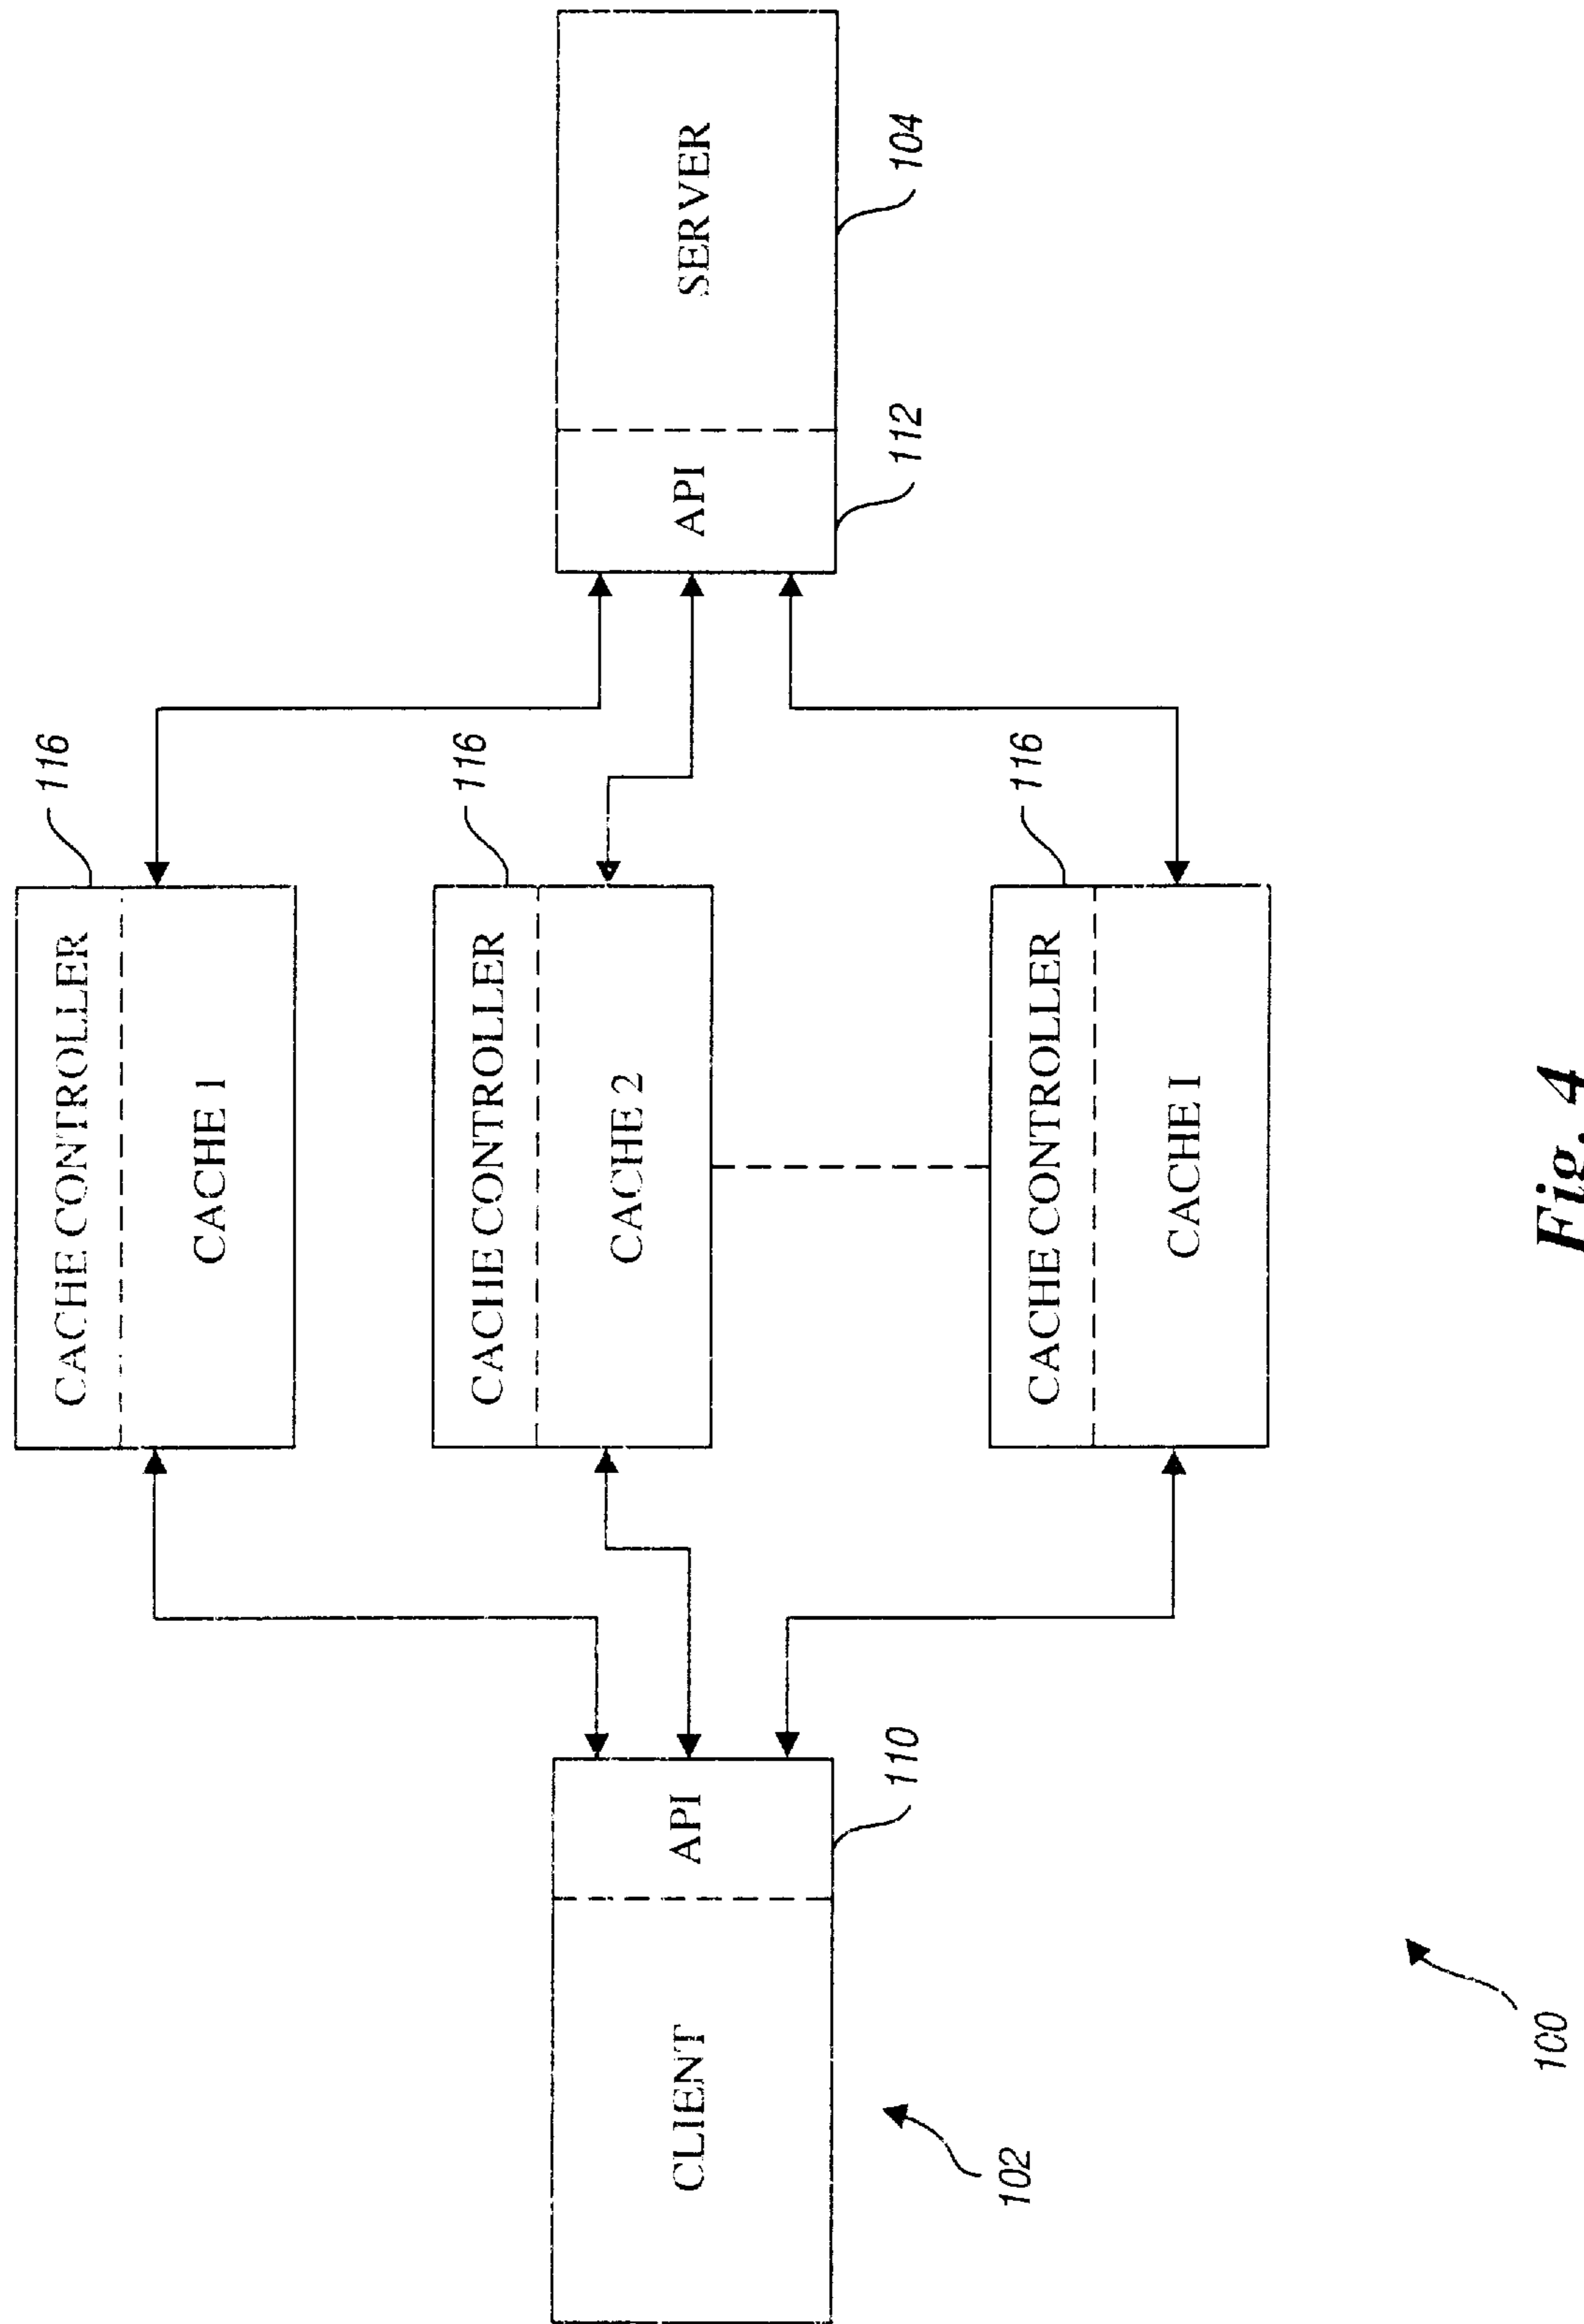 CACHE CONTROLLER
116
CACHE 1
CLIENT
API
110
102
CACHE CONTROLLER
116
CACHE 2
API
SERVER
112
104
CACHE CONTROLLER
116
CACHE I
100
Fig. 4